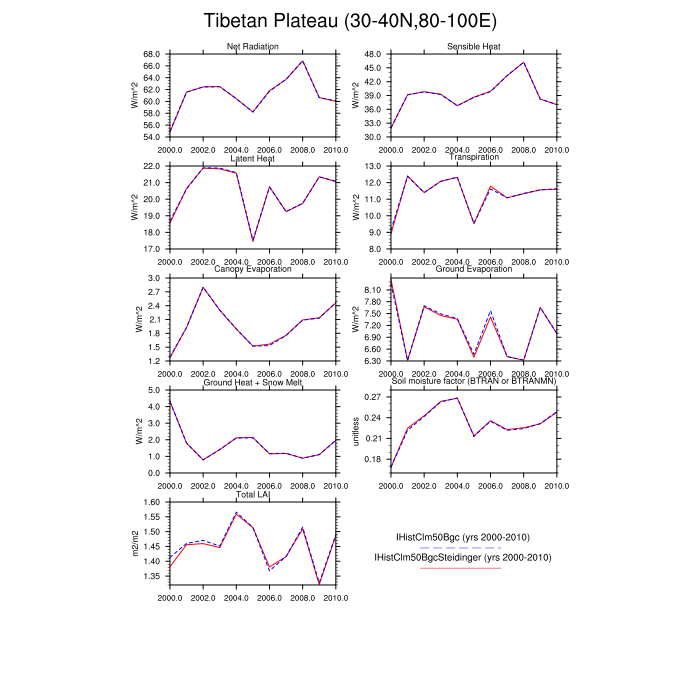 Tibetan Plateau (30-40N,80-100E)
Net Radiation
68.0
66.0
64.0
62.0
60.0
58.0
56.0
54.0
W/m^2
2000.0 2002.0 2004.0 2006.0 2008.0 2010.0
Sensible Heat
48.0
45.0
42.0
39.0
36.0
33.0
30.0
W/m^2
2000.0 2002.0 2004.0 2006.0 2008.0 2010.0
Latent Heat
22.0
21.0
20.0
19.0
18.0
17.0
W/m^2
2000.0 2002.0 2004.0 2006.0 2008.0 2010.0
Transpiration
13.0
12.0
11.0
10.0
9.0
8.0
W/m^2
2000.0 2002.0 2004.0 2006.0 2008.0 2010.0
Canopy Evaporation
3.0
2.7
2.4
2.1
1.8
1.5
1.2
W/m^2
2000.0 2002.0 2004.0 2006.0 2008.0 2010.0
Ground Evaporation
8.10
7.80
7.50
7.20
6.90
6.60
6.30
W/m^2
2000.0 2002.0 2004.0 2006.0 2008.0 2010.0
Ground Heat + Snow Melt
5.0
4.0
3.0
2.0
1.0
0.0
W/m^2
2000.0 2002.0 2004.0 2006.0 2008.0 2010.0
Soil moisture factor (BTRAN or BTRANMN)
0.27
0.24
0.21
0.18
unitless
2000.0 2002.0 2004.0 2006.0 2008.0 2010.0
Total LAI
1.60
1.55
1.50
1.45
1.40
1.35
m2/m2
2000.0 2002.0 2004.0 2006.0 2008.0 2010.0
IHistClm50Bgc (yrs 2000-2010)
IHistClm50BgcSteidinger (yrs 2000-2010)